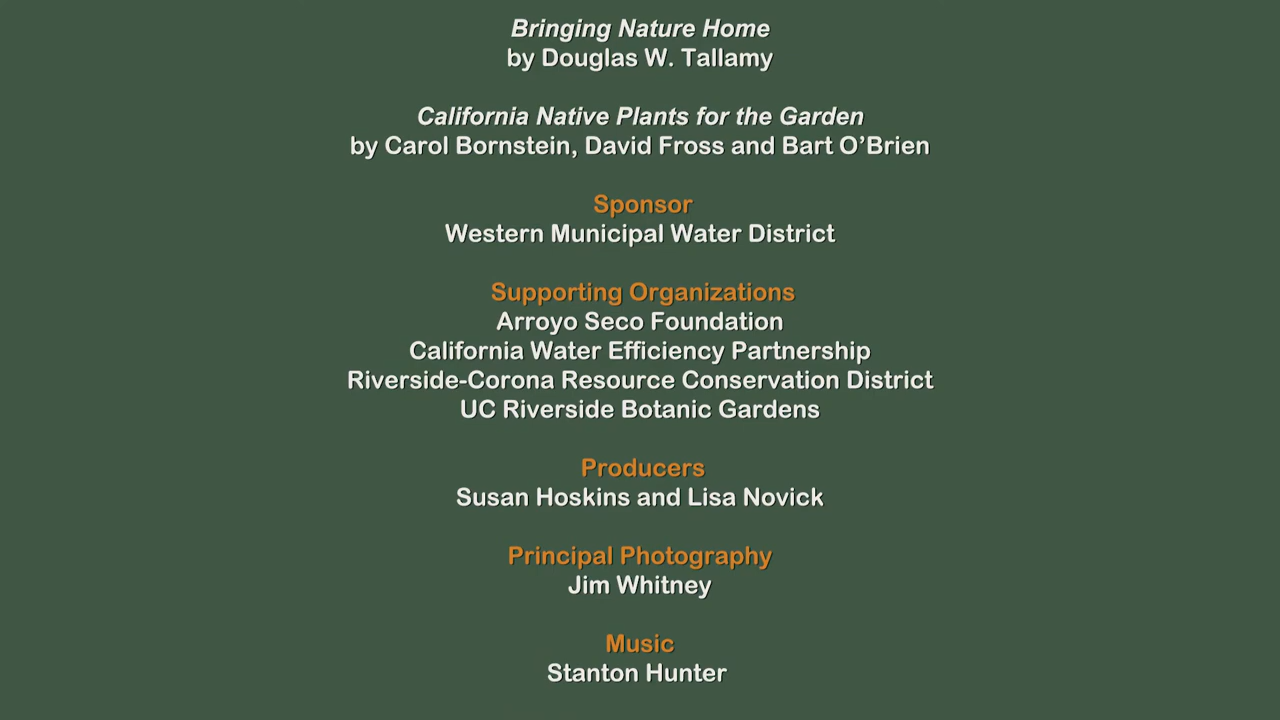 Bringing Nature Home
by Douglas W. Tallamy
California Native Plants for the Garden
by Carol Bornstein, David Fross and Bart O’Brien
Sponsor
Western Municipal Water District
Supporting Organizations
Arroyo Seco Foundation
California Water Efficiency Partnership
Riverside-Corona Resource Conservation District
UC Riverside Botanic Gardens
Producers
Susan Hoskins and Lisa Novick
Principal Photography
Jim Whitney
Music
Stanton Hunter